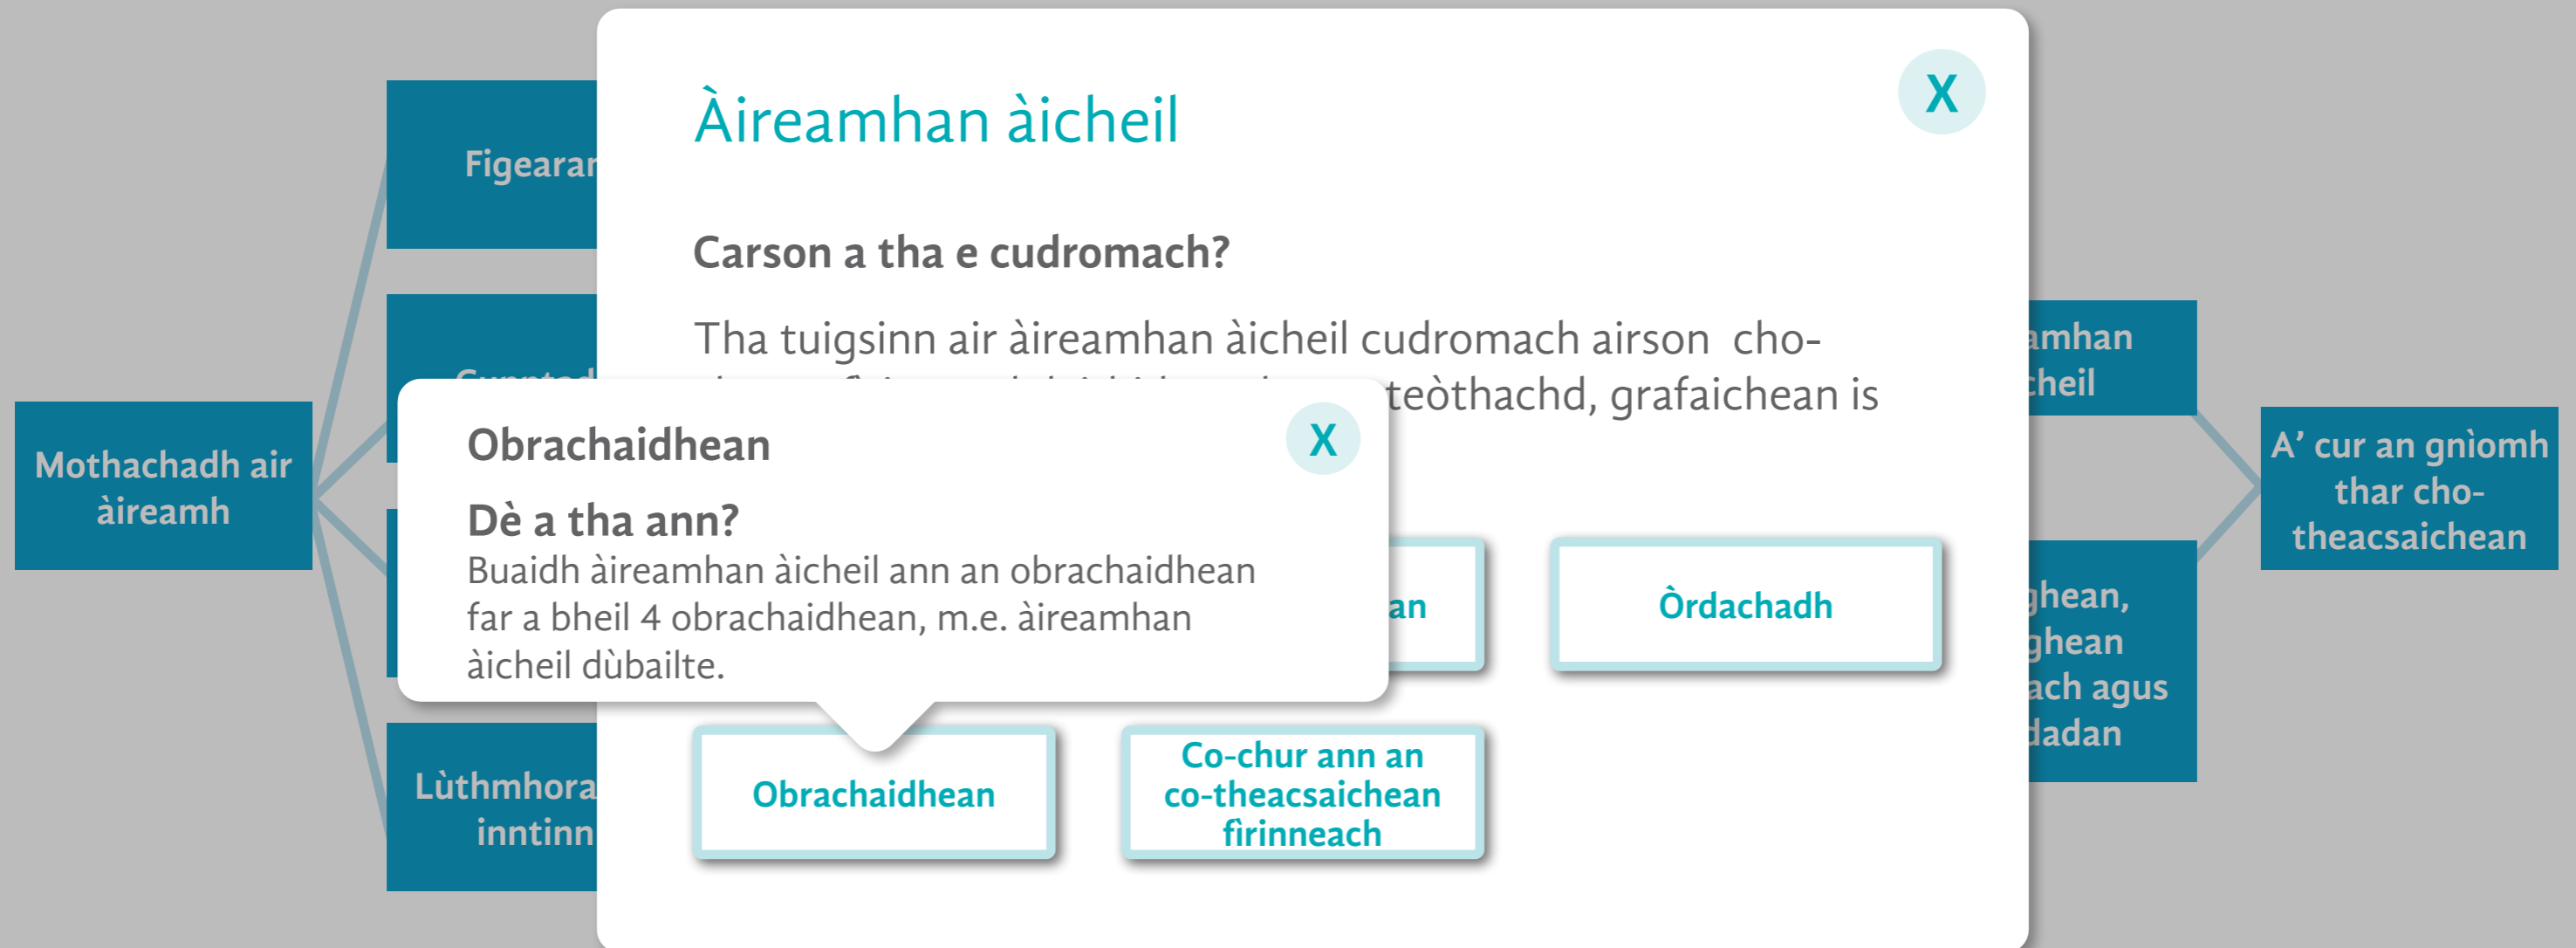 Mothachadh air
àireamh
Lùthmhora
inntinn
Àireamhan àicheil
X
Carson a tha e cudromach?
Tha tuigsinn air àireamhan àicheil cudromach airson cho-
teòthachd, grafaichean is
Obrachaidhean
X
Dè a tha ann?
Buaidh àireamhan àicheil ann an obrachaidhean
far a bheil 4 obrachaidhean, m.e. àireamhan
àicheil dùbailte.
an
Òrdachadh
Obrachaidhean
Co-chur ann an
co-theacsaichean
fìrinneach
amhan
cheil
ghean,
ghean
ach agus
dadan
A’ cur an gnìomh
thar cho-
theacsaichean